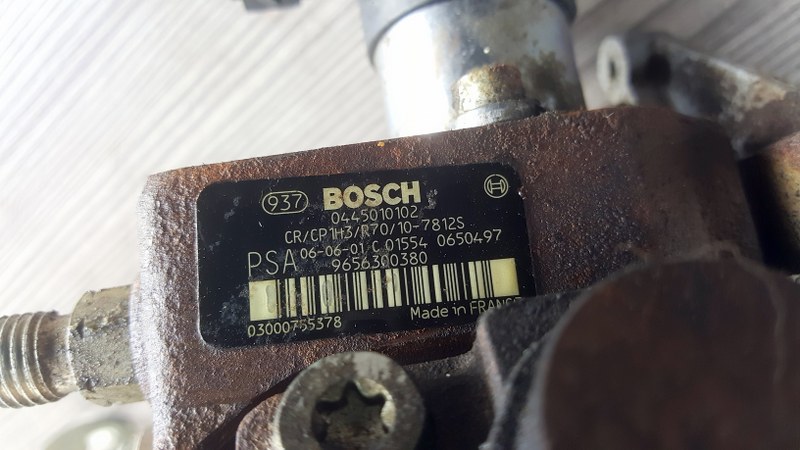 937 BOSCH
0445010102
CR/CP1H3/R70/10-7812S
PSA 06-06-01 C 01554 0650497
9656300380
03000755378 Made in FRANCE